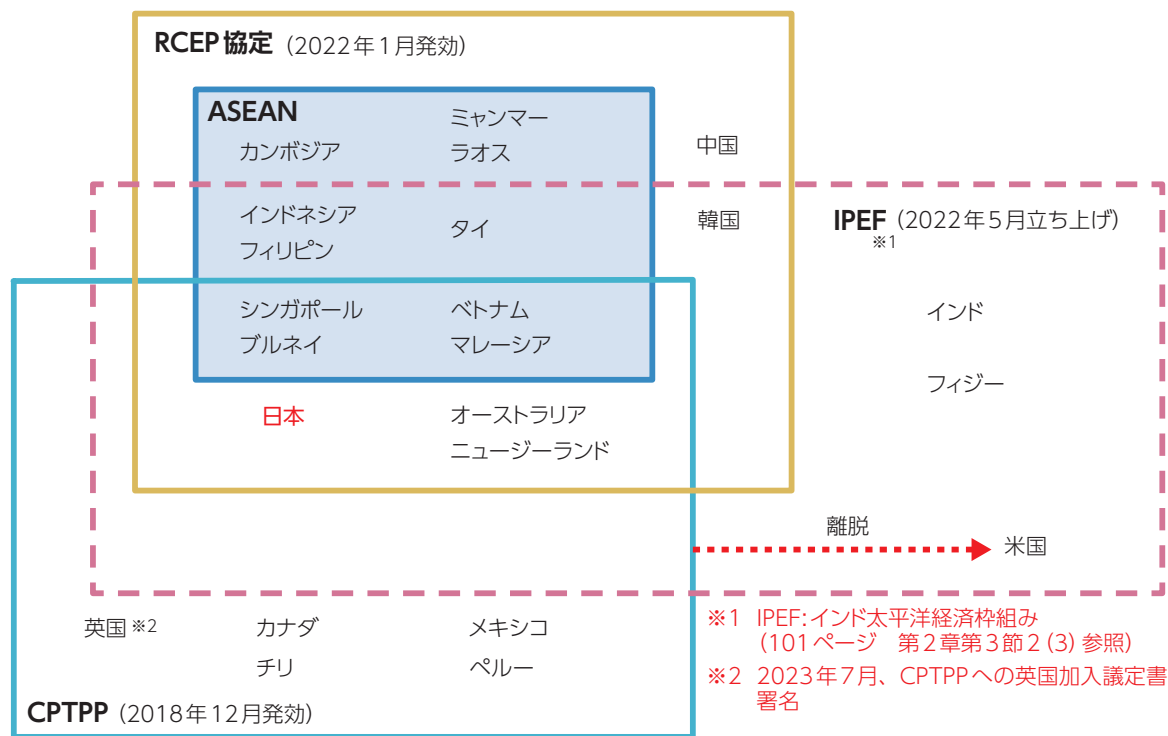 RCEP協定 (2022年1月発効)
ASEAN
ミャンマー
カンボジア
ラオス
中国
インドネシア
フィリピン
タイ
韓国
IPEF (2022年5月立ち上げ)
※1
シンガポール
ベトナム
ブルネイ
マレーシア
インド
フィジー
日本
オーストラリア
ニュージーランド
離脱
米国
英国※2
カナダ
メキシコ
チリ
ペルー
CPTPP (2018年12月発効)
※1 IPEF:インド太平洋経済枠組み
(101ページ 第2章第3節2(3)参照)
※2 2023年7月、CPTPPへの英国加入議定書
署名